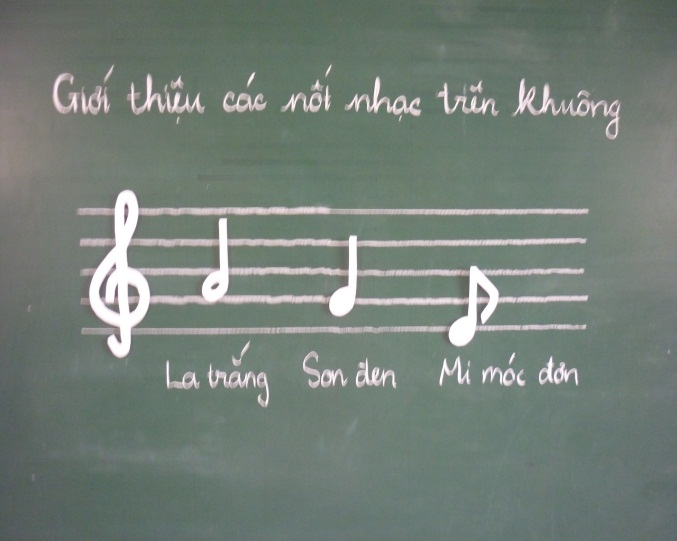 Giới thiệu các nốt nhạc trên khuông
La trắng Son đen Mi móc đơn